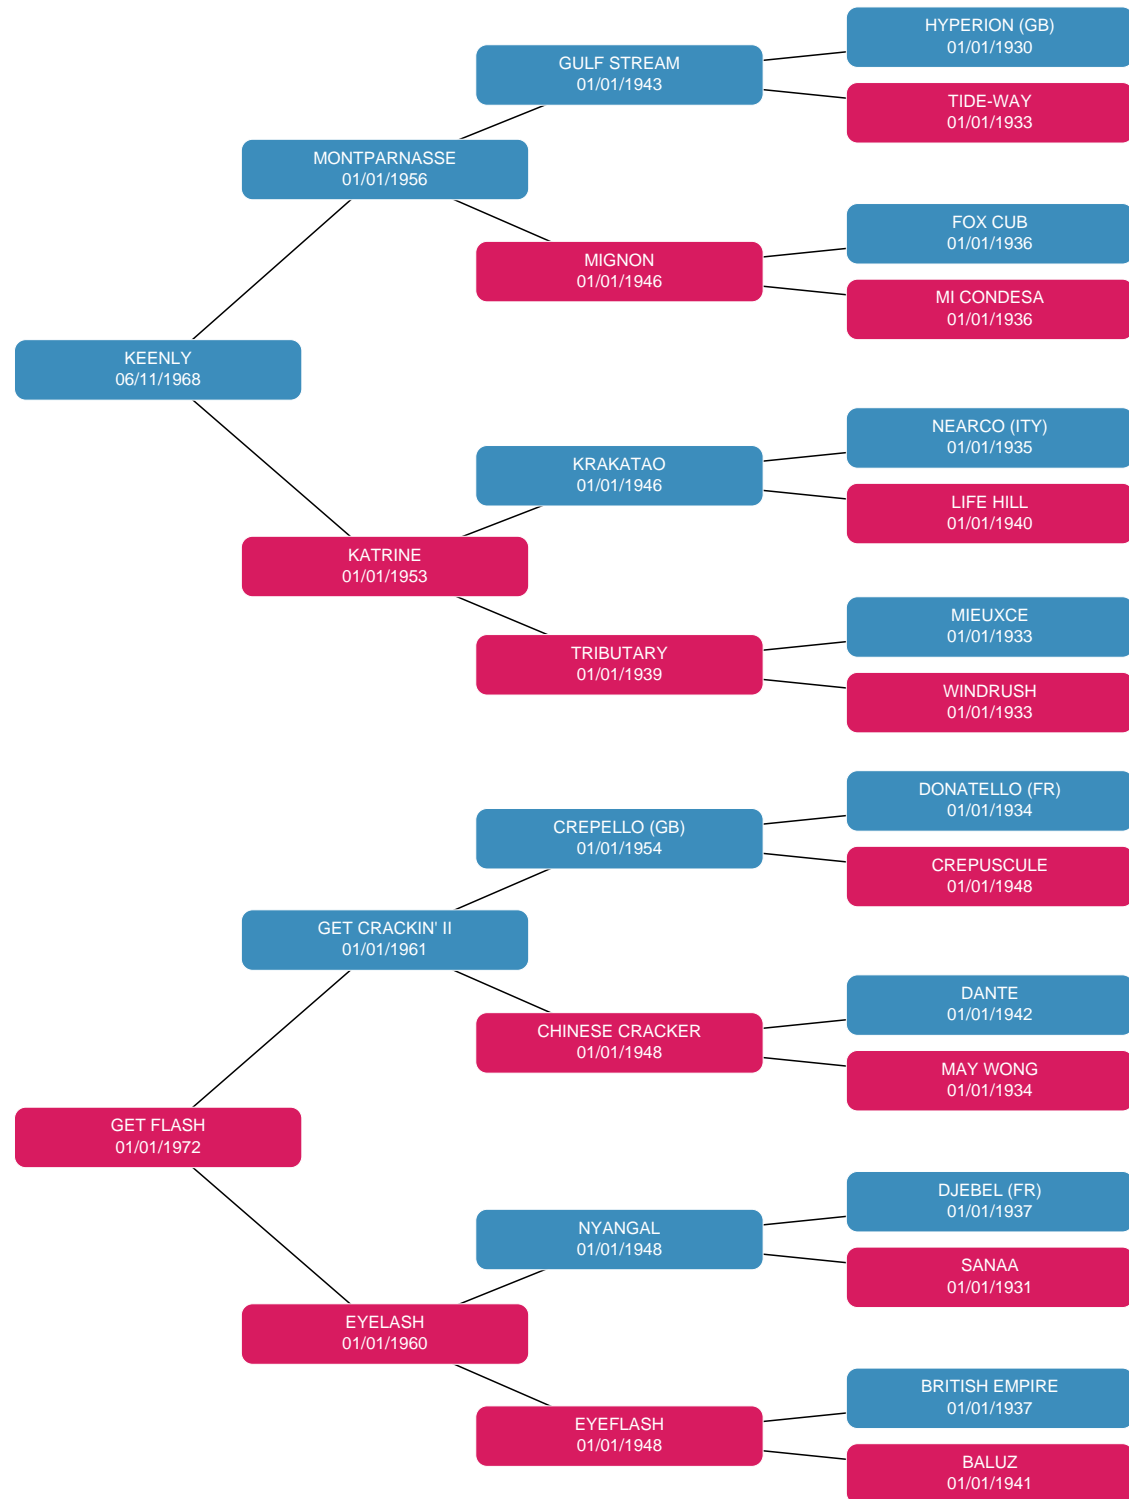 HYPERION (GB)
01/01/1930
GULF STREAM
01/01/1943
TIDE-WAY
01/01/1933
MONTPARNASSE
01/01/1956
FOX CUB
01/01/1936
MIGNON
01/01/1946
MI CONDESA
01/01/1936
KEENLY
06/11/1968
NEARCO (ITY)
01/01/1935
KRAKATAO
01/01/1946
LIFE HILL
01/01/1940
KATRINE
01/01/1953
MIEUXCE
01/01/1933
TRIBUTARY
01/01/1939
WINDRUSH
01/01/1933
DONATELLO (FR)
01/01/1934
CREPELLO (GB)
01/01/1954
CREPUSCULE
01/01/1948
GET CRACKIN' II
01/01/1961
DANTE
01/01/1942
CHINESE CRACKER
01/01/1948
MAY WONG
01/01/1934
GET FLASH
01/01/1972
DJEBEL (FR)
01/01/1937
NYANGAL
01/01/1948
SANAA
01/01/1931
EYELASH
01/01/1960
BRITISH EMPIRE
01/01/1937
EYEFLASH
01/01/1948
BALUZ
01/01/1941